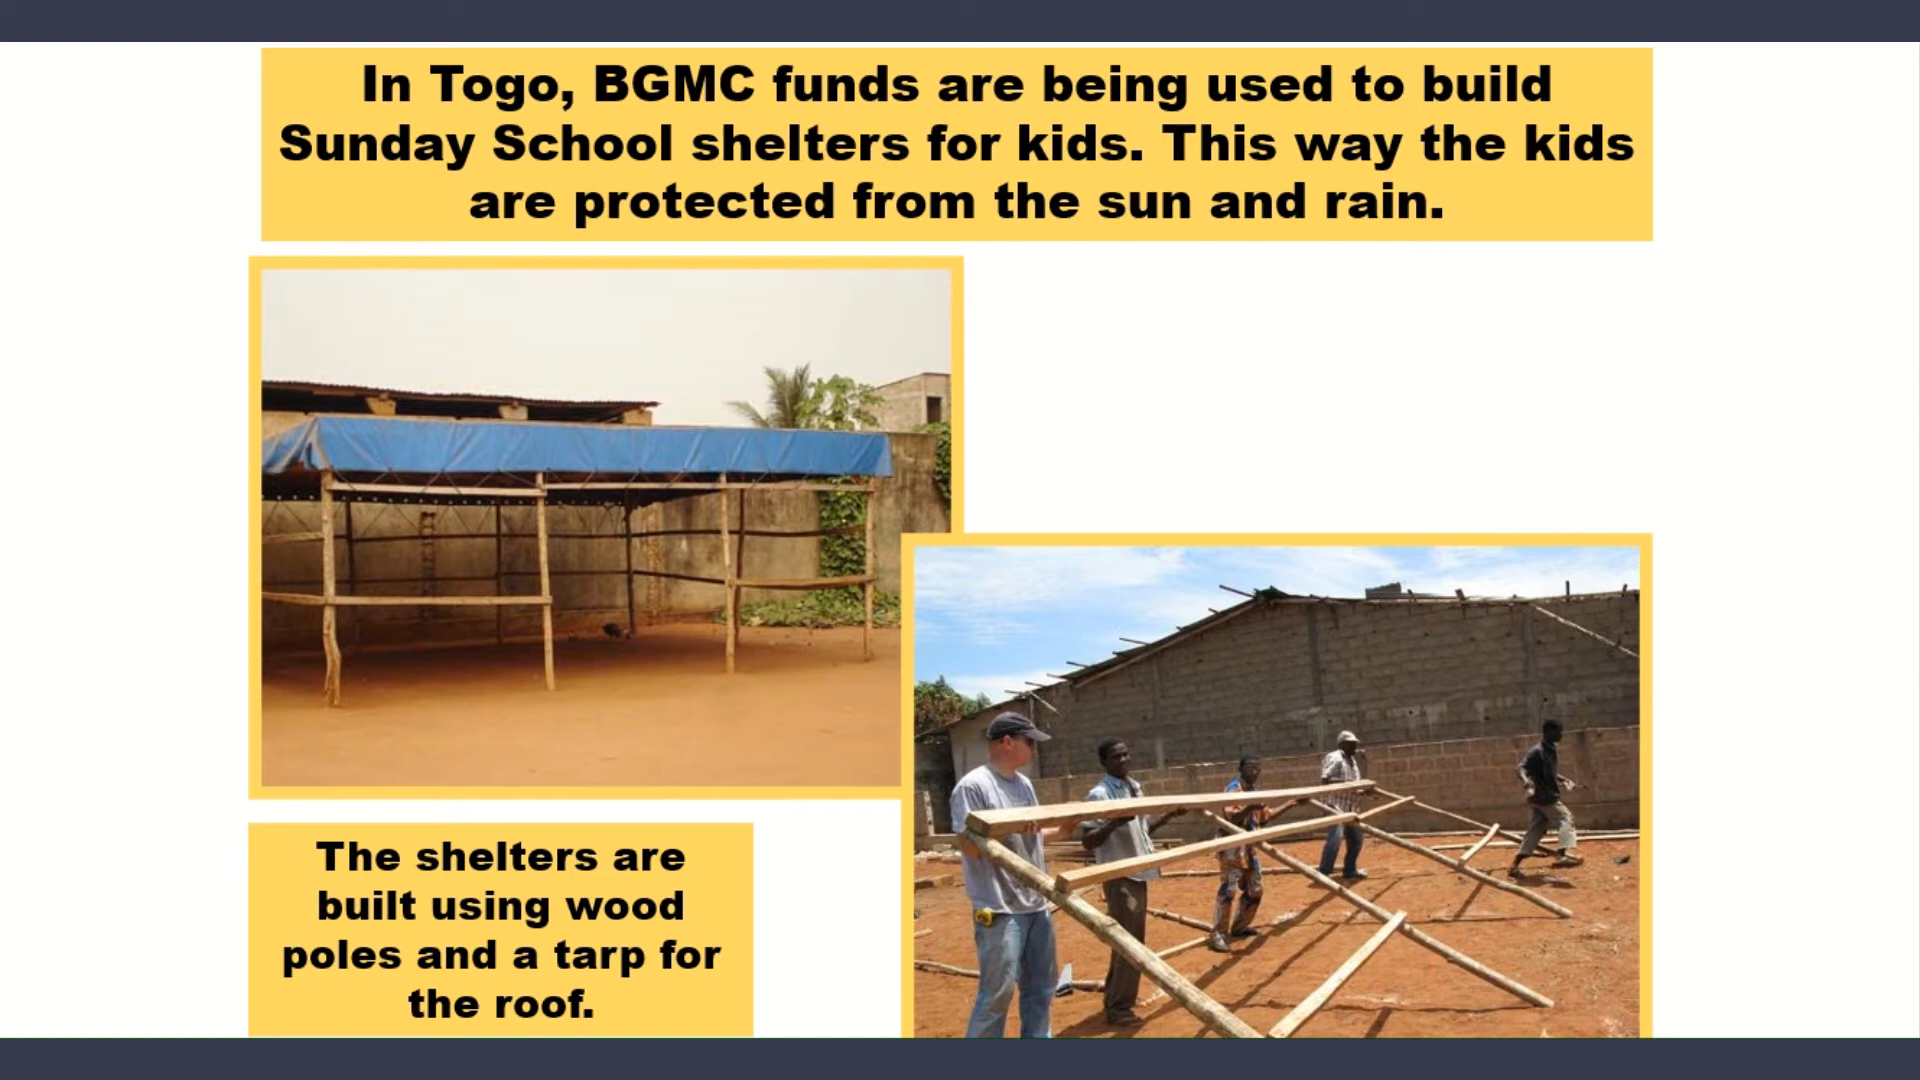 In Togo, BGMC funds are being used to build
Sunday School shelters for kids. This way the kids
are protected from the sun and rain.
The shelters are
built using wood
poles and a tarp for
the roof.